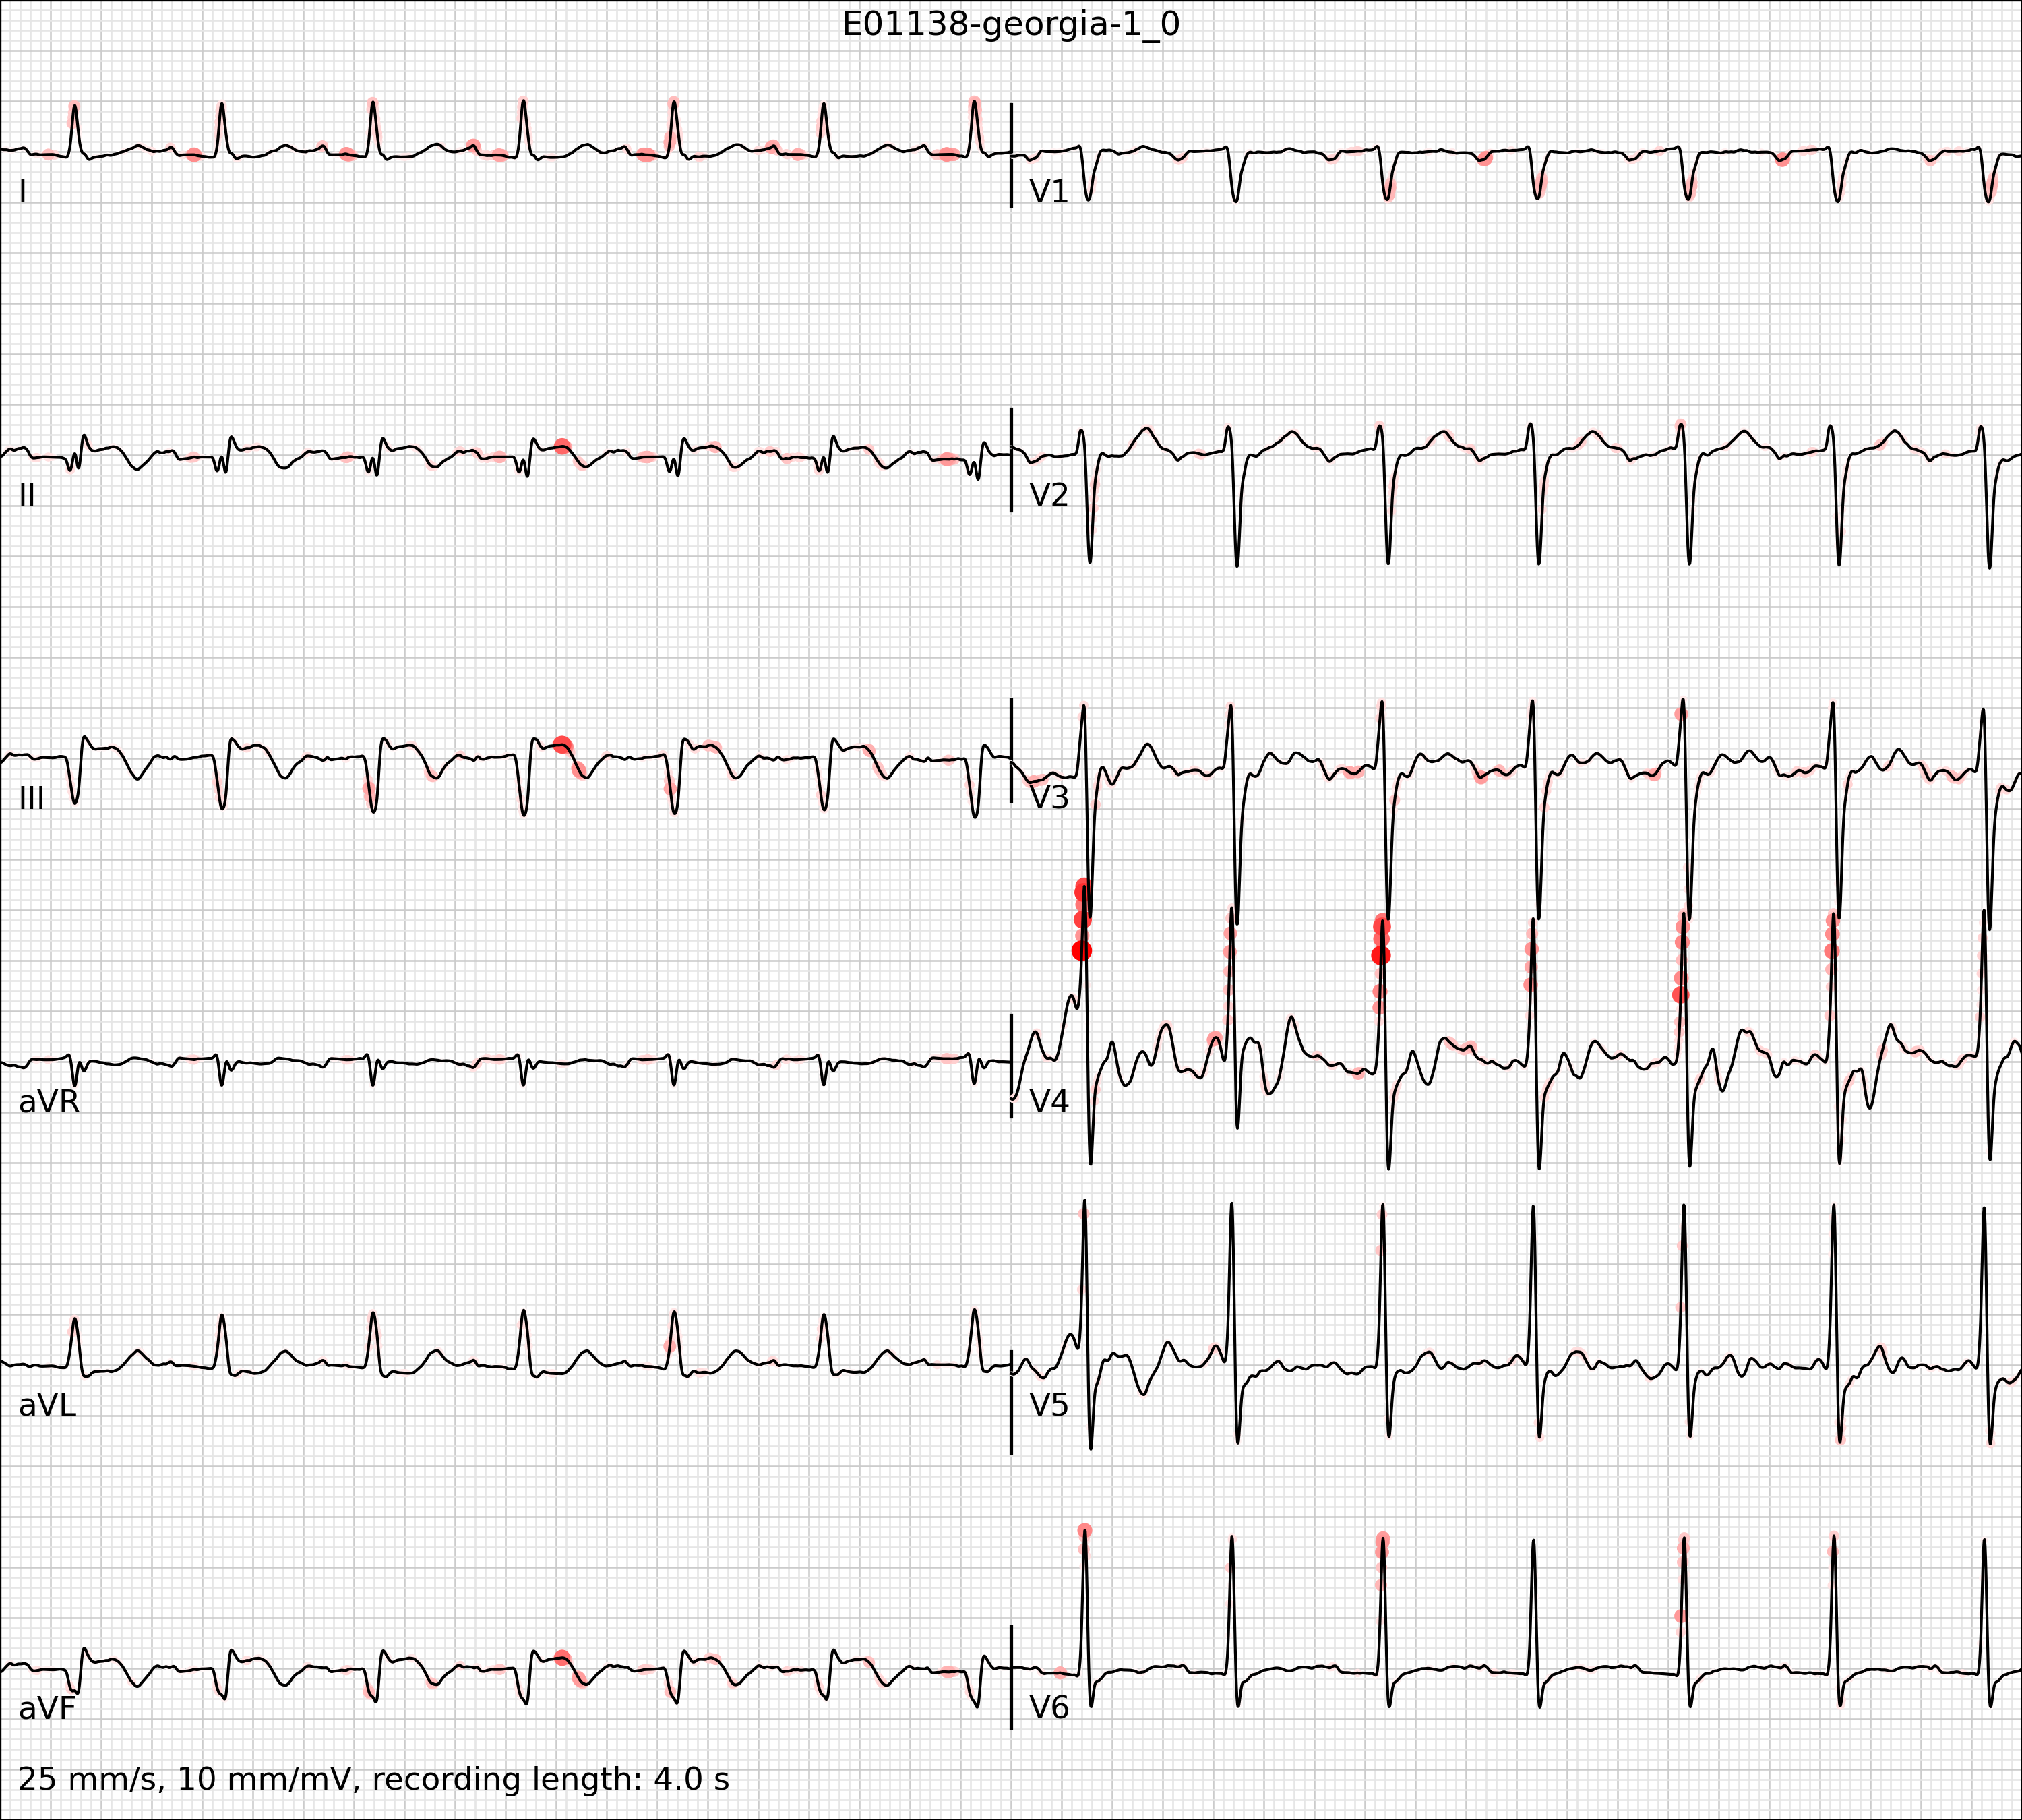 E01138-georgia-1_0
I
V1
II
V2
III
V3
aVR
V4
aVL
V5
aVF
V6
25 mm/s, 10 mm/mV, recording length: 4.0 s